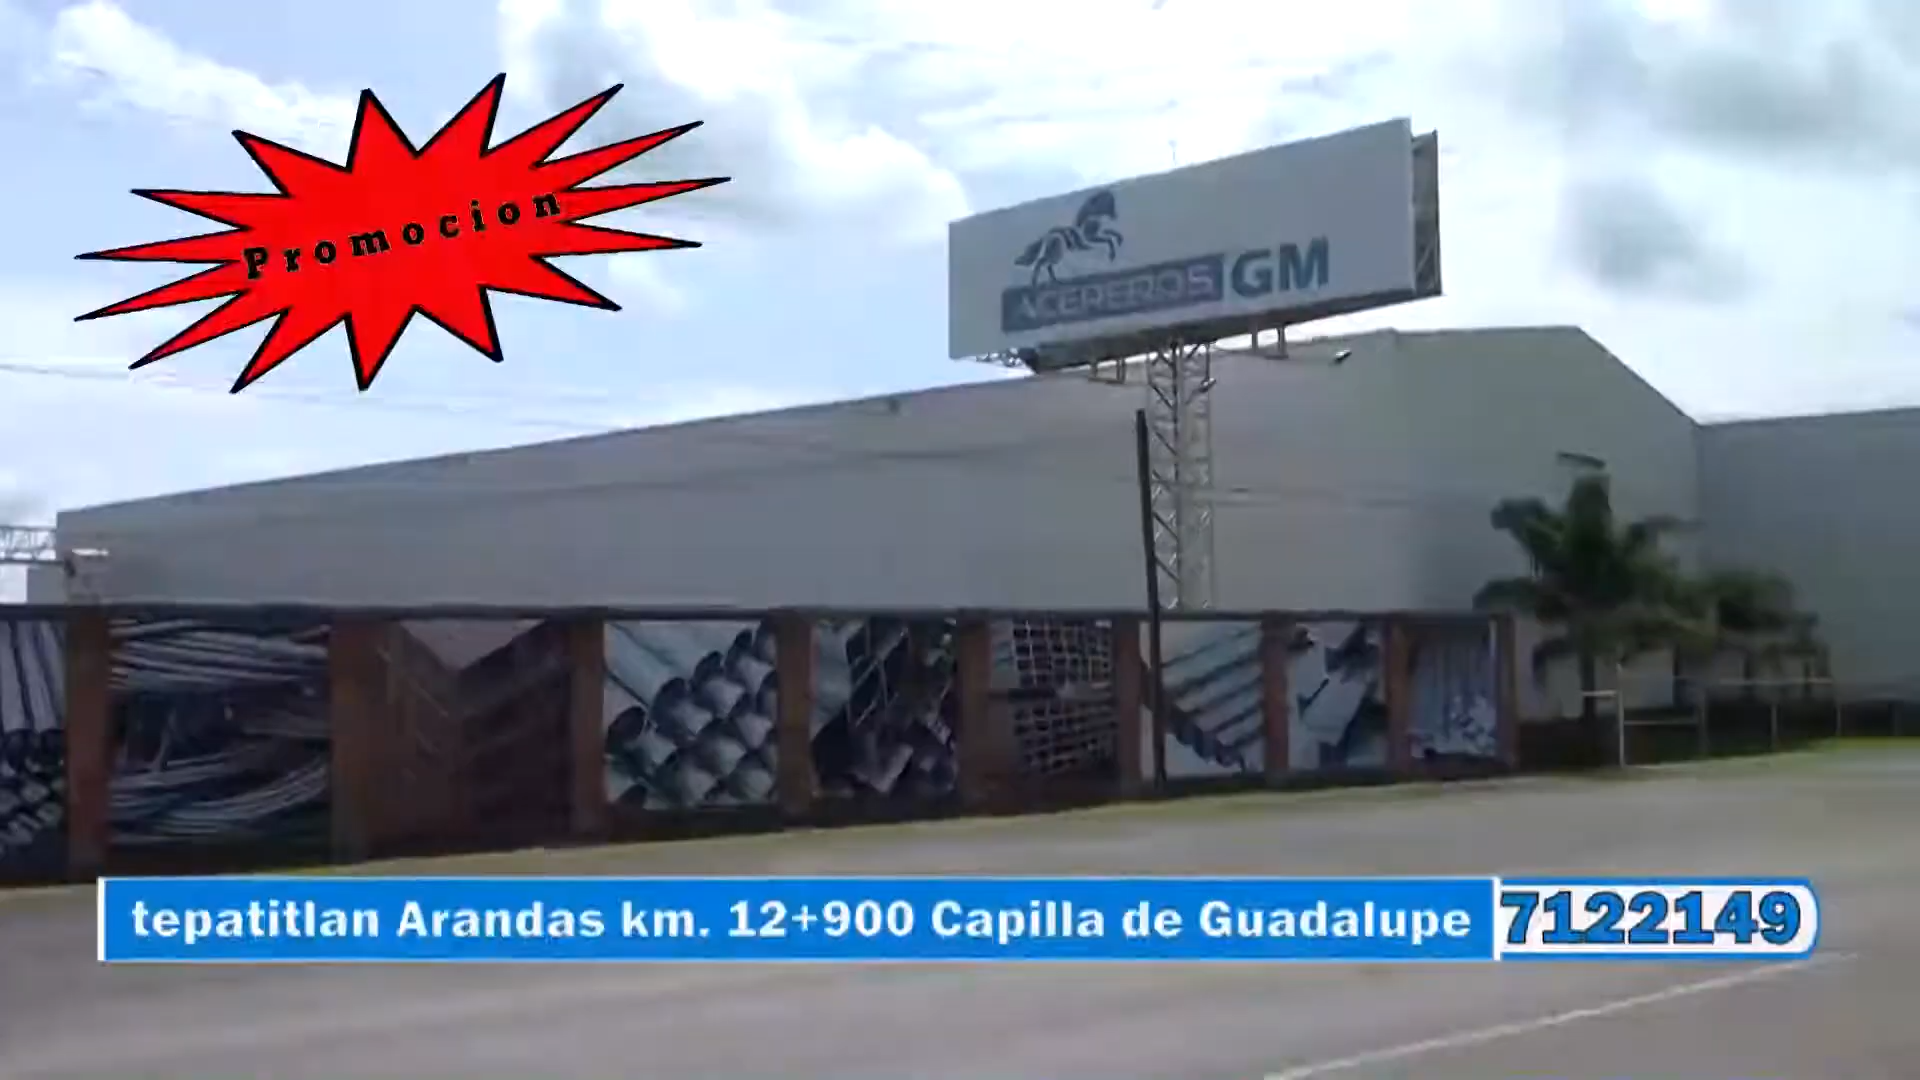 Promocion
ACEREROS GM
tepatitlan Arandas km. 12+900 Capilla de Guadalupe 7122149